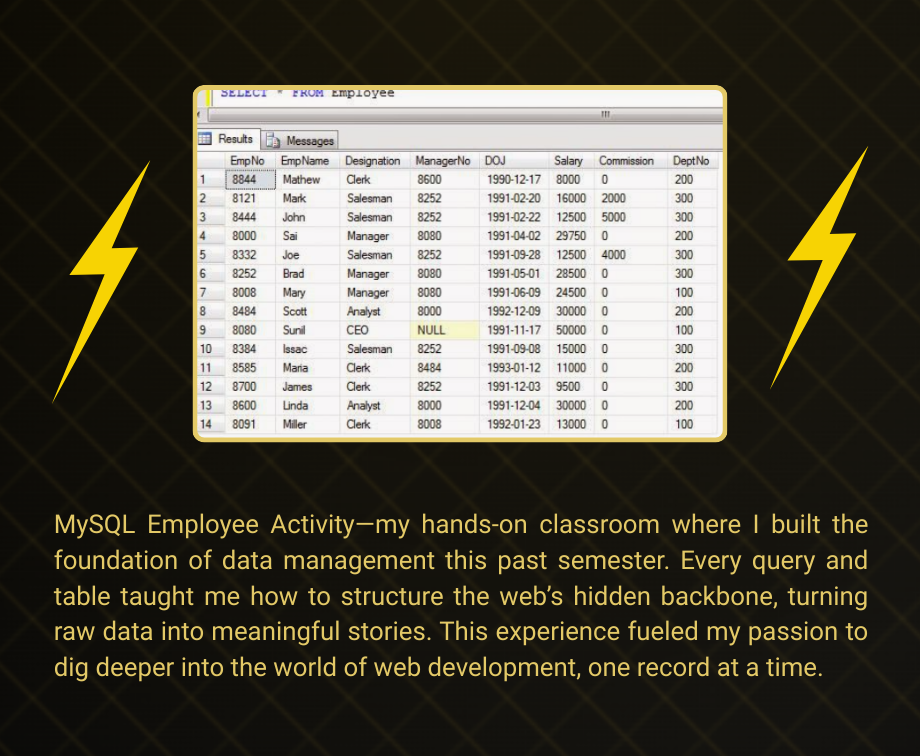 SELECT * FROM Employee
Results Messages
EmpNo EmpName Designation ManagerNo DOJ Salary Commission DeptNo
1 8844 Mathew Clerk 8600 1990-12-17 8000 0 200
2 8121 Mark Salesman 8252 1991-02-20 16000 2000 300
3 8444 John Salesman 8252 1991-02-22 12500 5000 300
4 8000 Sai Manager 8080 1991-04-02 29750 0 200
5 8332 Joe Salesman 8252 1991-09-28 12500 4000 300
6 8252 Brad Manager 8080 1991-05-01 28500 0 300
7 8008 Mary Manager 8080 1991-06-09 24500 0 100
8 8484 Scott Analyst 8000 1992-12-09 30000 0 200
9 8080 Sunil CEO NULL 1991-11-17 50000 0 100
10 8384 Issac Salesman 8252 1991-09-08 15000 0 300
11 8585 Maria Clerk 8484 1993-01-12 11000 0 200
12 8700 James Clerk 8252 1991-12-03 9500 0 300
13 8600 Linda Analyst 8000 1991-12-04 30000 0 200
14 8091 Miller Clerk 8008 1992-01-23 13000 0 100
MySQL Employee Activity—my hands-on classroom where I built the
foundation of data management this past semester. Every query and
table taught me how to structure the web’s hidden backbone, turning
raw data into meaningful stories. This experience fueled my passion to
dig deeper into the world of web development, one record at a time.